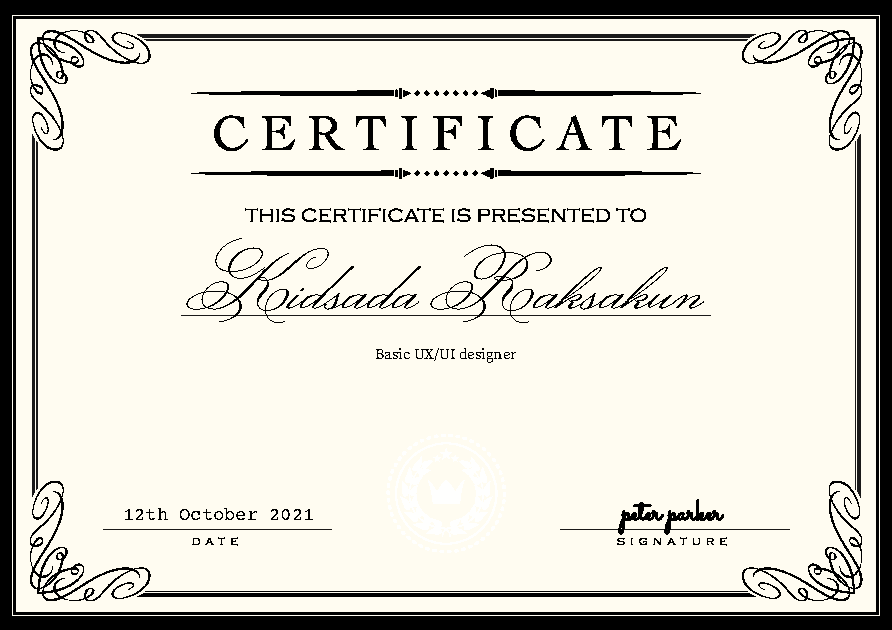 CERTIFICATE
THIS CERTIFICATE IS PRESENTED TO
Kidsada Raksakun
Basic UX/UI designer
12th October 2021
DATE
peter parker
SIGNATURE